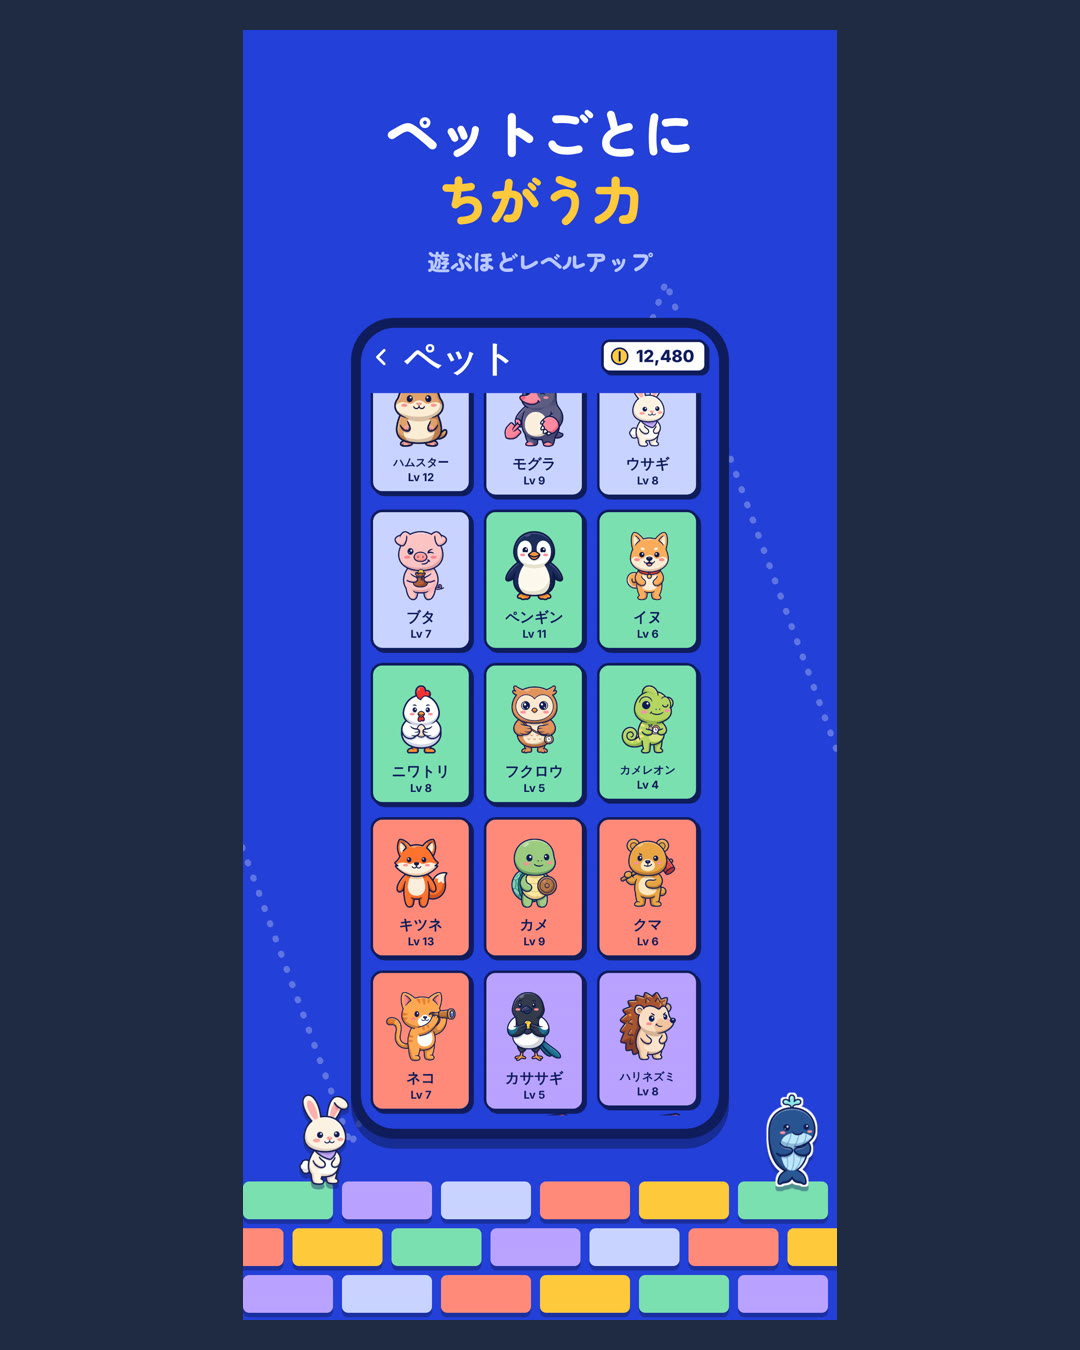 ペットごとに
ちがう力
遊ぶほどレベルアップ
ペット 12,480
ハムスター モグラ ウサギ
Lv 12 Lv 9 Lv 8
ブタ ペンギン イヌ
Lv 7 Lv 11 Lv 6
ニワトリ フクロウ カメレオン
Lv 8 Lv 5 Lv 4
キツネ カメ クマ
Lv 13 Lv 9 Lv 6
ネコ カササギ ハリネズミ
Lv 7 Lv 5 Lv 8